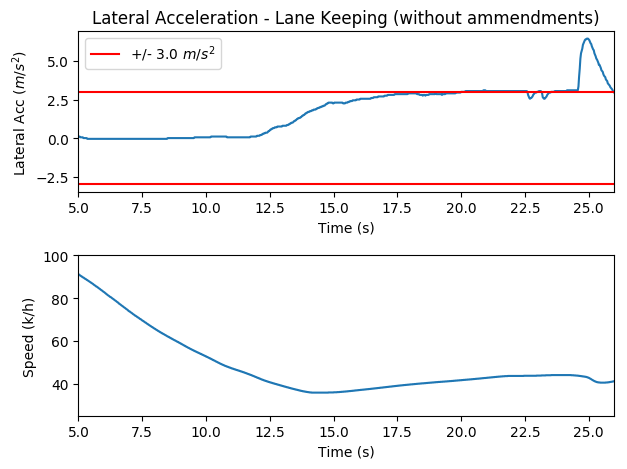 Lateral Acceleration - Lane Keeping (without ammendments)
+/- 3.0 m/s²
Lateral Acc (m/s²)
5.0
2.5
0.0
−2.5
5.0 7.5 10.0 12.5 15.0 17.5 20.0 22.5 25.0
Time (s)
Speed (k/h)
100
80
60
40
5.0 7.5 10.0 12.5 15.0 17.5 20.0 22.5 25.0
Time (s)